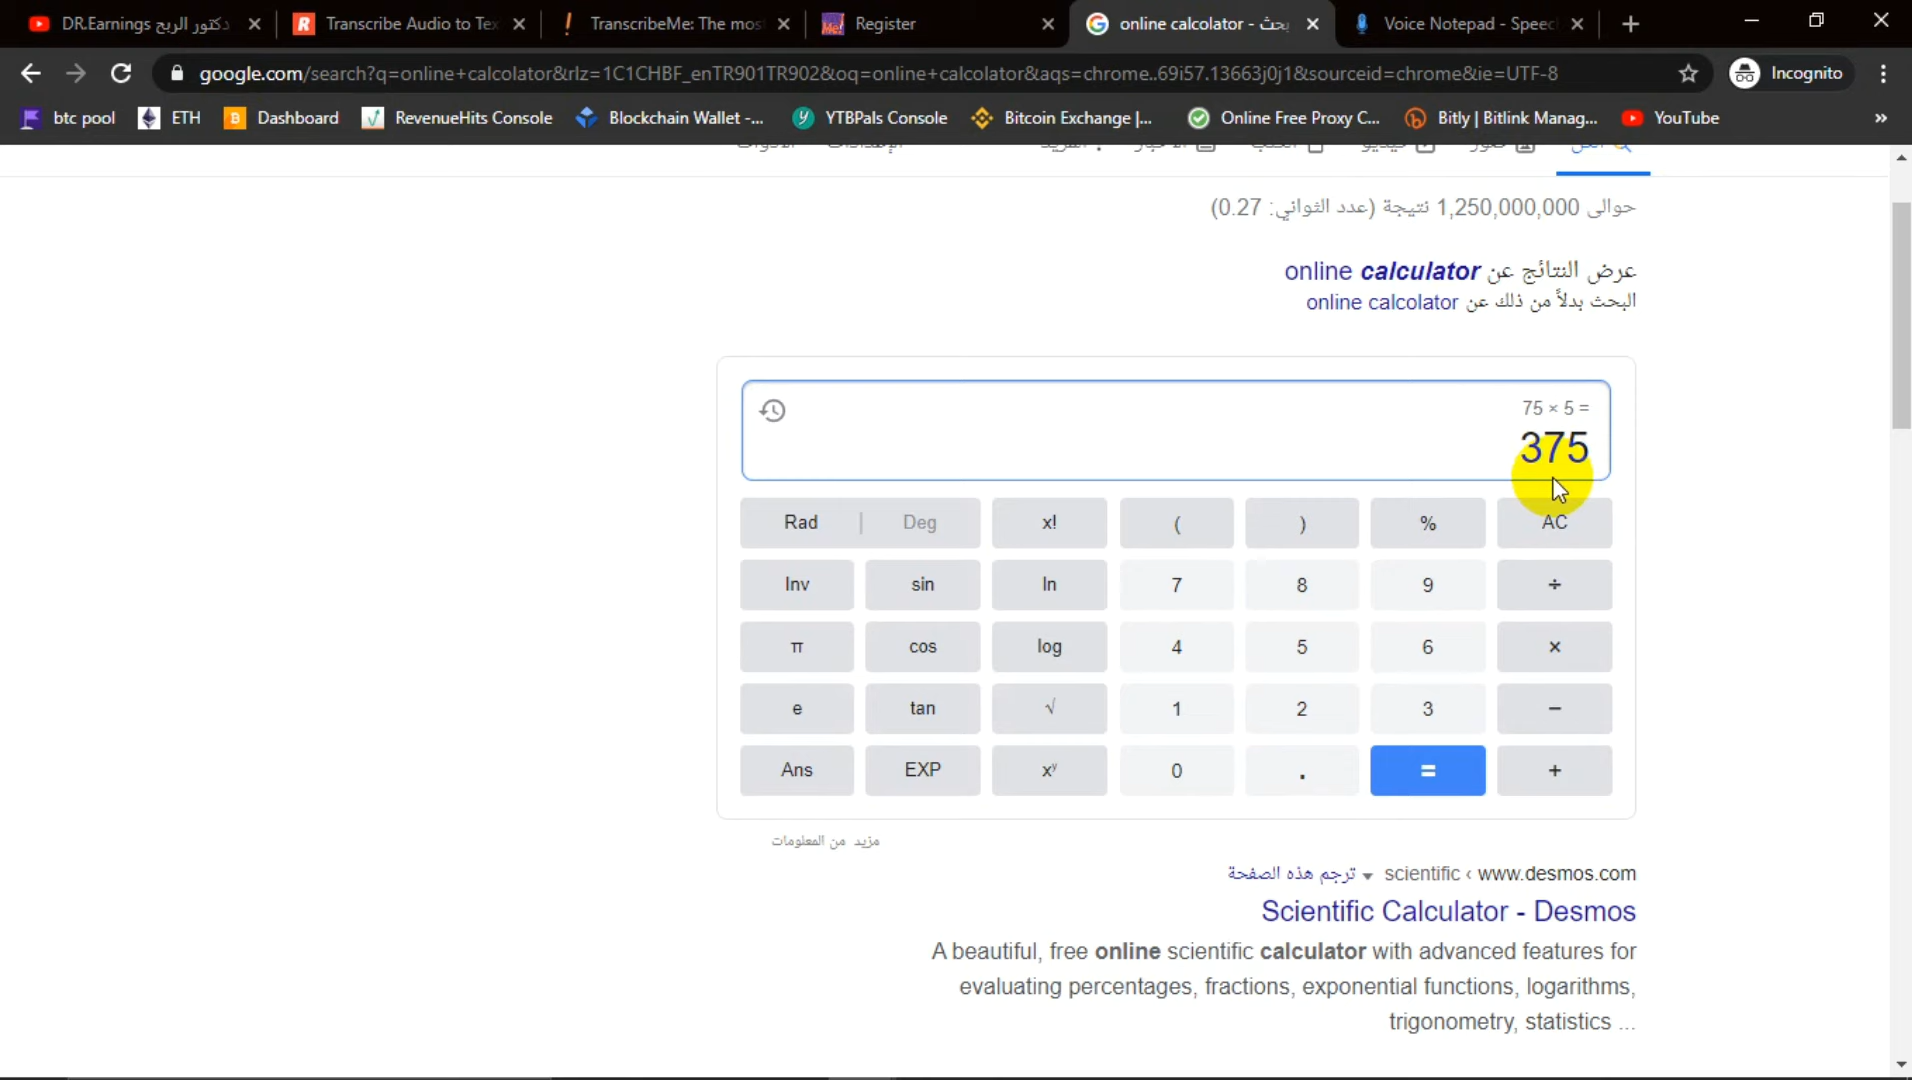 DR.Earnings دكتور الربح
Transcribe Audio to Tex
TranscribeMe: The mos
Register
online calcolator - بحث
Voice Notepad - Speec
google.com/search?q=online+calcolator&rlz=1C1CHBF_enTR901TR902&oq=online+calcolator&aqs=chrome..69i57.13663j0j1&sourceid=chrome&ie=UTF-8
Incognito
btc pool
ETH
Dashboard
RevenueHits Console
Blockchain Wallet -...
YTBPals Console
Bitcoin Exchange |...
Online Free Proxy C...
Bitly | Bitlink Manag...
YouTube
»
حوالى 1,250,000,000 نتيجة (عدد الثواني: 0.27)
عرض النتائج عن online calculator
البحث بدلاً من ذلك عن online calcolator
75 × 5 =
375
Rad | Deg x! ( ) % AC
Inv sin ln 7 8 9 ÷
π cos log 4 5 6 ×
e tan √ 1 2 3 −
Ans EXP xʸ 0 . = +
مزيد من المعلومات
www.desmos.com › scientific ترجم هذه الصفحة
Scientific Calculator - Desmos
A beautiful, free online scientific calculator with advanced features for
evaluating percentages, fractions, exponential functions, logarithms,
trigonometry, statistics ...